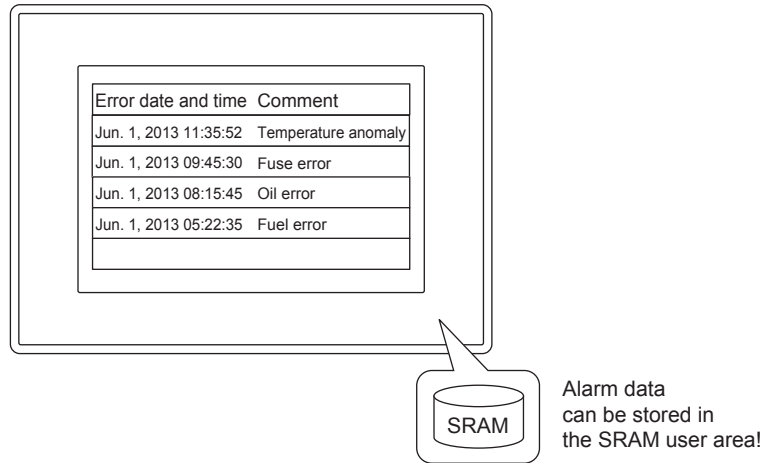 Error date and time Comment
Jun. 1, 2013 11:35:52 Temperature anomaly
Jun. 1, 2013 09:45:30 Fuse error
Jun. 1, 2013 08:15:45 Oil error
Jun. 1, 2013 05:22:35 Fuel error
SRAM
Alarm data
can be stored in
the SRAM user area!